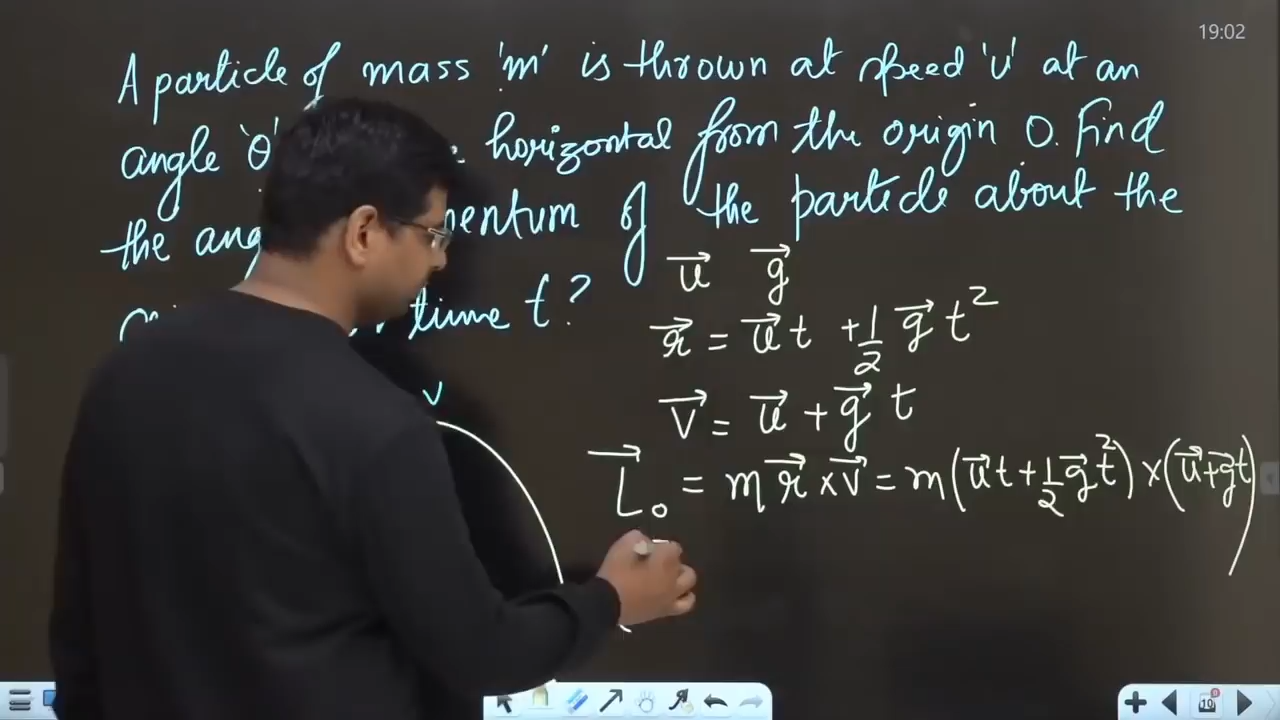 19:02
A particle of mass 'm' is thrown at speed 'u' at an
angle 'θ' horizontal from the origin O. Find
the ang mentum of the particle about the
time t?
u⃗ g⃗
r⃗ = u⃗ t + 1/2 g⃗ t²
v⃗ = u⃗ + g⃗ t
v
L⃗₀ = m r⃗ × v⃗ = m(u⃗t + 1/2 g⃗t²) × (u⃗+g⃗t)